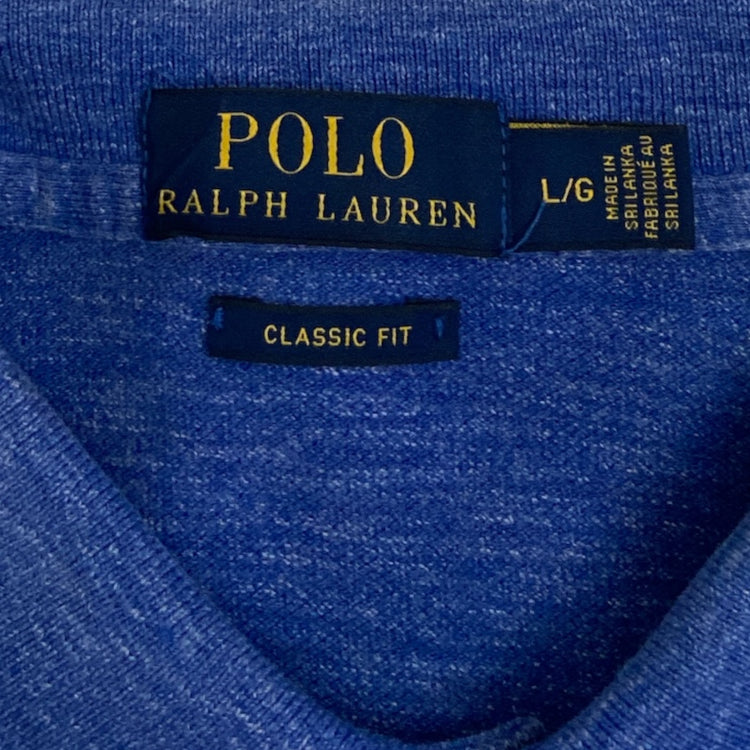 POLO
RALPH LAUREN
L/G
MADE IN
SRI LANKA
FABRIQUÉ AU
SRI LANKA
CLASSIC FIT